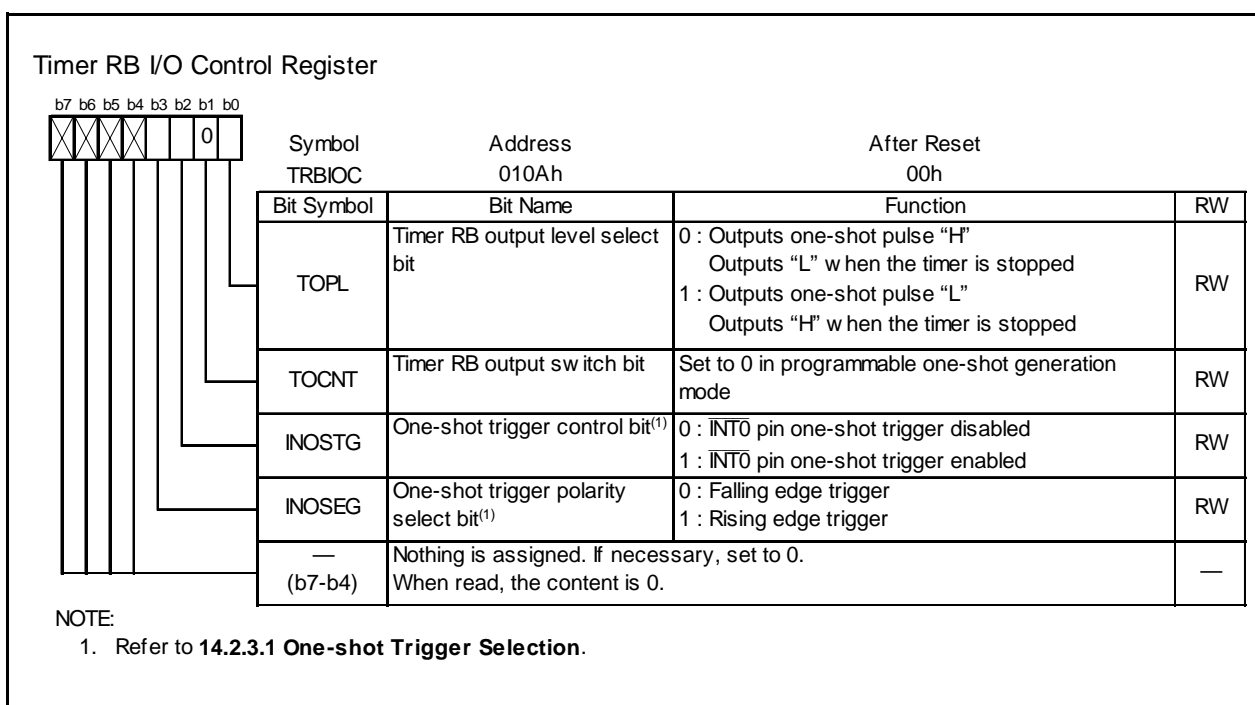 Timer RB I/O Control Register
b7 b6 b5 b4 b3 b2 b1 b0
0
Symbol Address After Reset
TRBIOC 010Ah 00h
Bit Symbol Bit Name Function RW
TOPL Timer RB output level select bit 0 : Outputs one-shot pulse “H”
Outputs “L” when the timer is stopped
1 : Outputs one-shot pulse “L”
Outputs “H” when the timer is stopped RW
TOCNT Timer RB output switch bit Set to 0 in programmable one-shot generation
mode RW
INOSTG One-shot trigger control bit(1) 0 : INT0 pin one-shot trigger disabled
1 : INT0 pin one-shot trigger enabled RW
INOSEG One-shot trigger polarity
select bit(1) 0 : Falling edge trigger
1 : Rising edge trigger RW
—
(b7-b4) Nothing is assigned. If necessary, set to 0.
When read, the content is 0. —
NOTE:
1. Refer to 14.2.3.1 One-shot Trigger Selection.